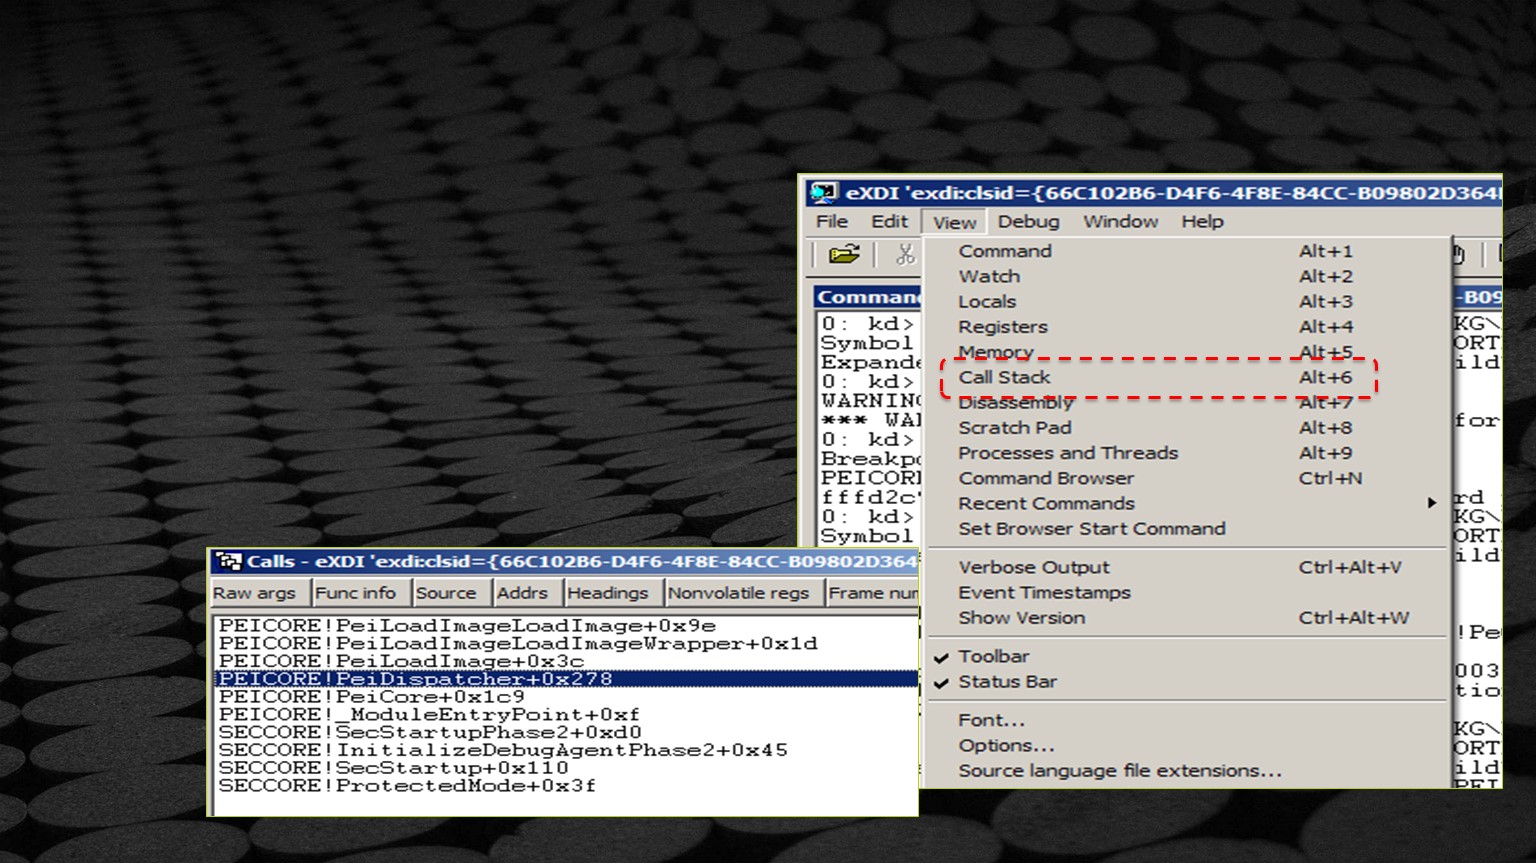 eXDI 'exdi:clsid={66C102B6-D4F6-4F8E-84CC-B09802D364
File Edit View Debug Window Help
Command Alt+1
Watch Alt+2
Locals Alt+3
Registers Alt+4
Memory Alt+5
Call Stack Alt+6
Disassembly Alt+7
Scratch Pad Alt+8
Processes and Threads Alt+9
Command Browser Ctrl+N
Recent Commands
Set Browser Start Command
Verbose Output Ctrl+Alt+V
Event Timestamps
Show Version Ctrl+Alt+W
Toolbar
Status Bar
Font...
Options...
Source language file extensions...
Comman
-B09
0: kd>
KG\
Symbol
ORT
Expande
ild
0: kd>
WARNING
*** WA
for
0: kd>
Breakp
PEICOR
fffd2c
rd
0: kd>
KG\
Symbol
ORT
ild
!Pe
003
tio
KG\
ORT
ild
PEI
Calls - eXDI 'exdi:clsid={66C102B6-D4F6-4F8E-84CC-B09802D364
Raw args Func info Source Addrs Headings Nonvolatile regs Frame nu
PEICORE!PeiLoadImageLoadImage+0x9e
PEICORE!PeiLoadImageLoadImageWrapper+0x1d
PEICORE!PeiLoadImage+0x3c
PEICORE!PeiDispatcher+0x278
PEICORE!PeiCore+0x1c9
PEICORE!_ModuleEntryPoint+0xf
SECCORE!SecStartupPhase2+0xd0
SECCORE!InitializeDebugAgentPhase2+0x45
SECCORE!SecStartup+0x110
SECCORE!ProtectedMode+0x3f